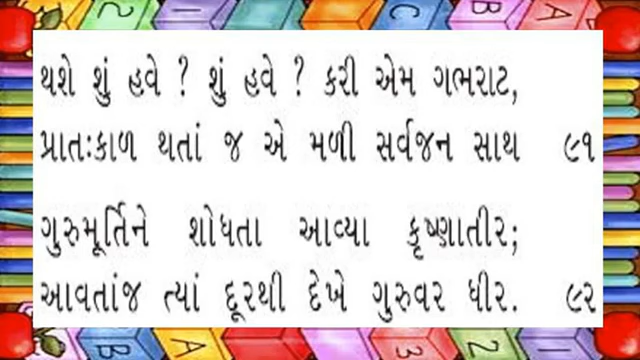 થશે શું હવે ? શું હવે ? કરી એમ ગભરાટ,
પ્રાતઃકાળ થતાં જ એ મળી સર્વજન સાથ ૯૧
ગુરુમૂર્તિને શોધતા આવ્યા કૃષ્ણાતીર;
આવતાંજ ત્યાં દૂરથી દેખે ગુરુવર ધીર. ૯૨